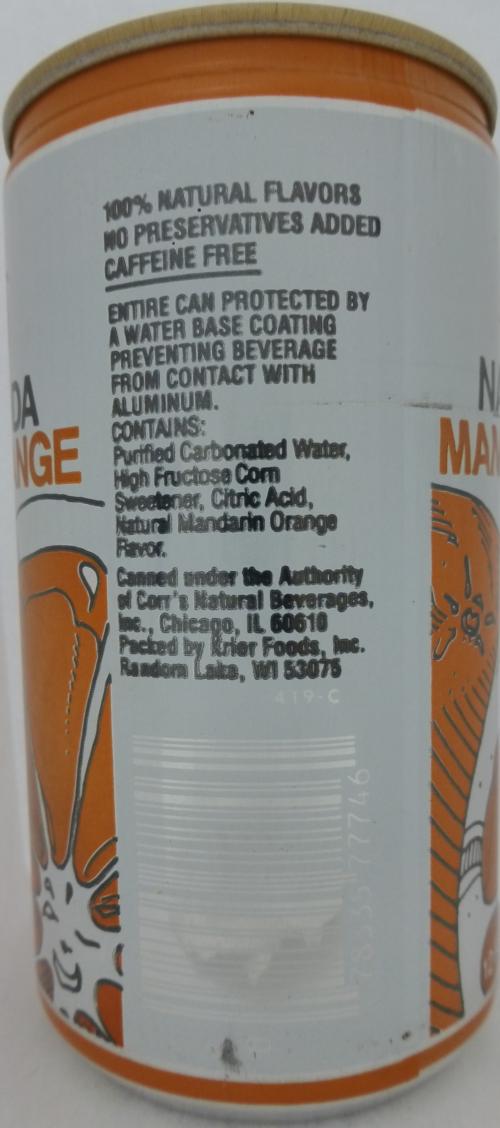 100% NATURAL FLAVORS
NO PRESERVATIVES ADDED
CAFFEINE FREE
ENTIRE CAN PROTECTED BY
A WATER BASE COATING
PREVENTING BEVERAGE
FROM CONTACT WITH
ALUMINUM.
CONTAINS:
Purified Carbonated Water,
High Fructose Corn
Sweetener, Citric Acid,
Natural Mandarin Orange
Flavor.
Canned under the Authority
of Corr's Natural Beverages,
Inc., Chicago, IL 60610
Packed by Krier Foods, Inc.
Random Lake, WI 53075
419-C
DA
NGE
NA
MAN